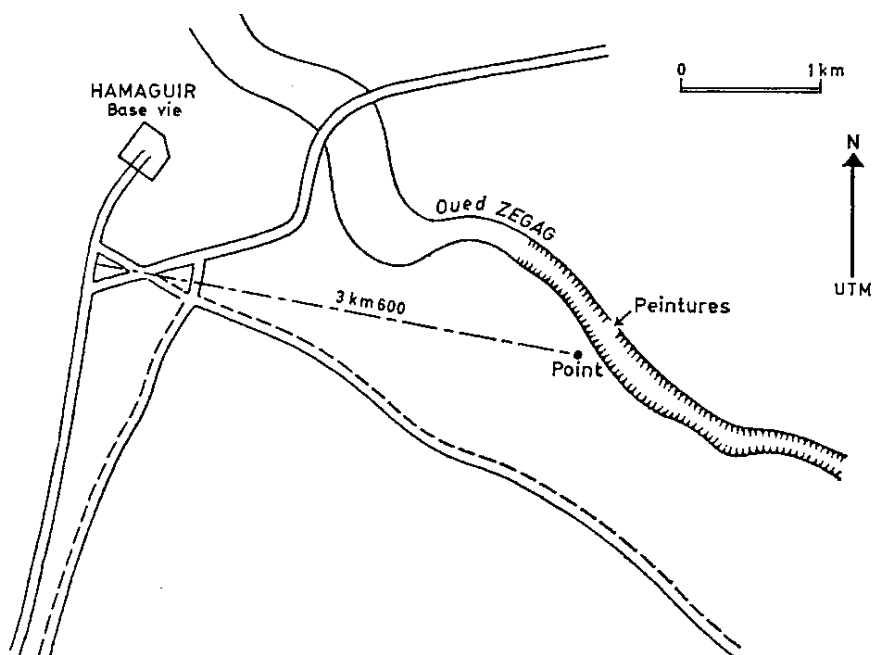 HAMAGUIR
Base vie
0 1 km
N
UTM
Oued ZEGAG
3 km 600
Peintures
Point